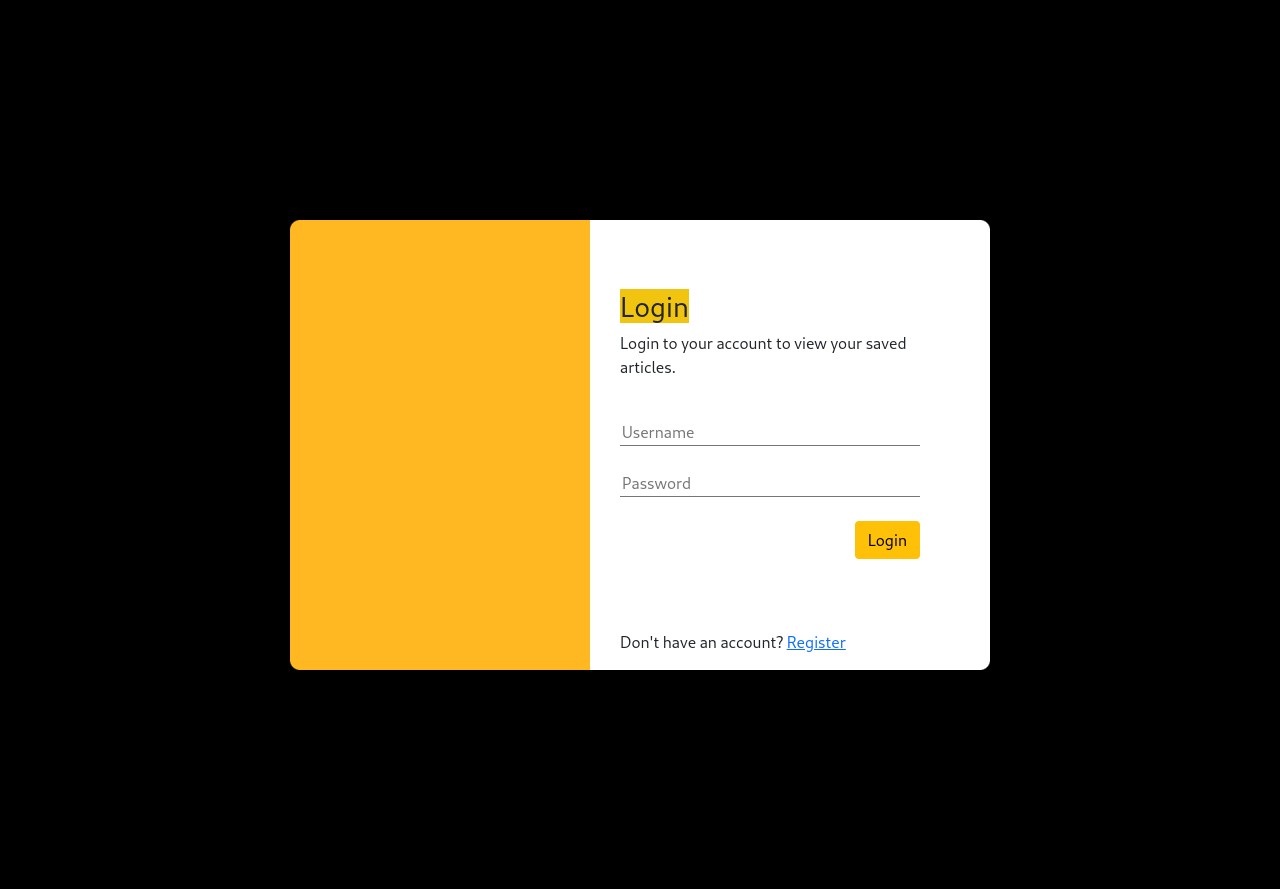 Login
Login to your account to view your saved
articles.
Username
Password
Login
Don't have an account? Register